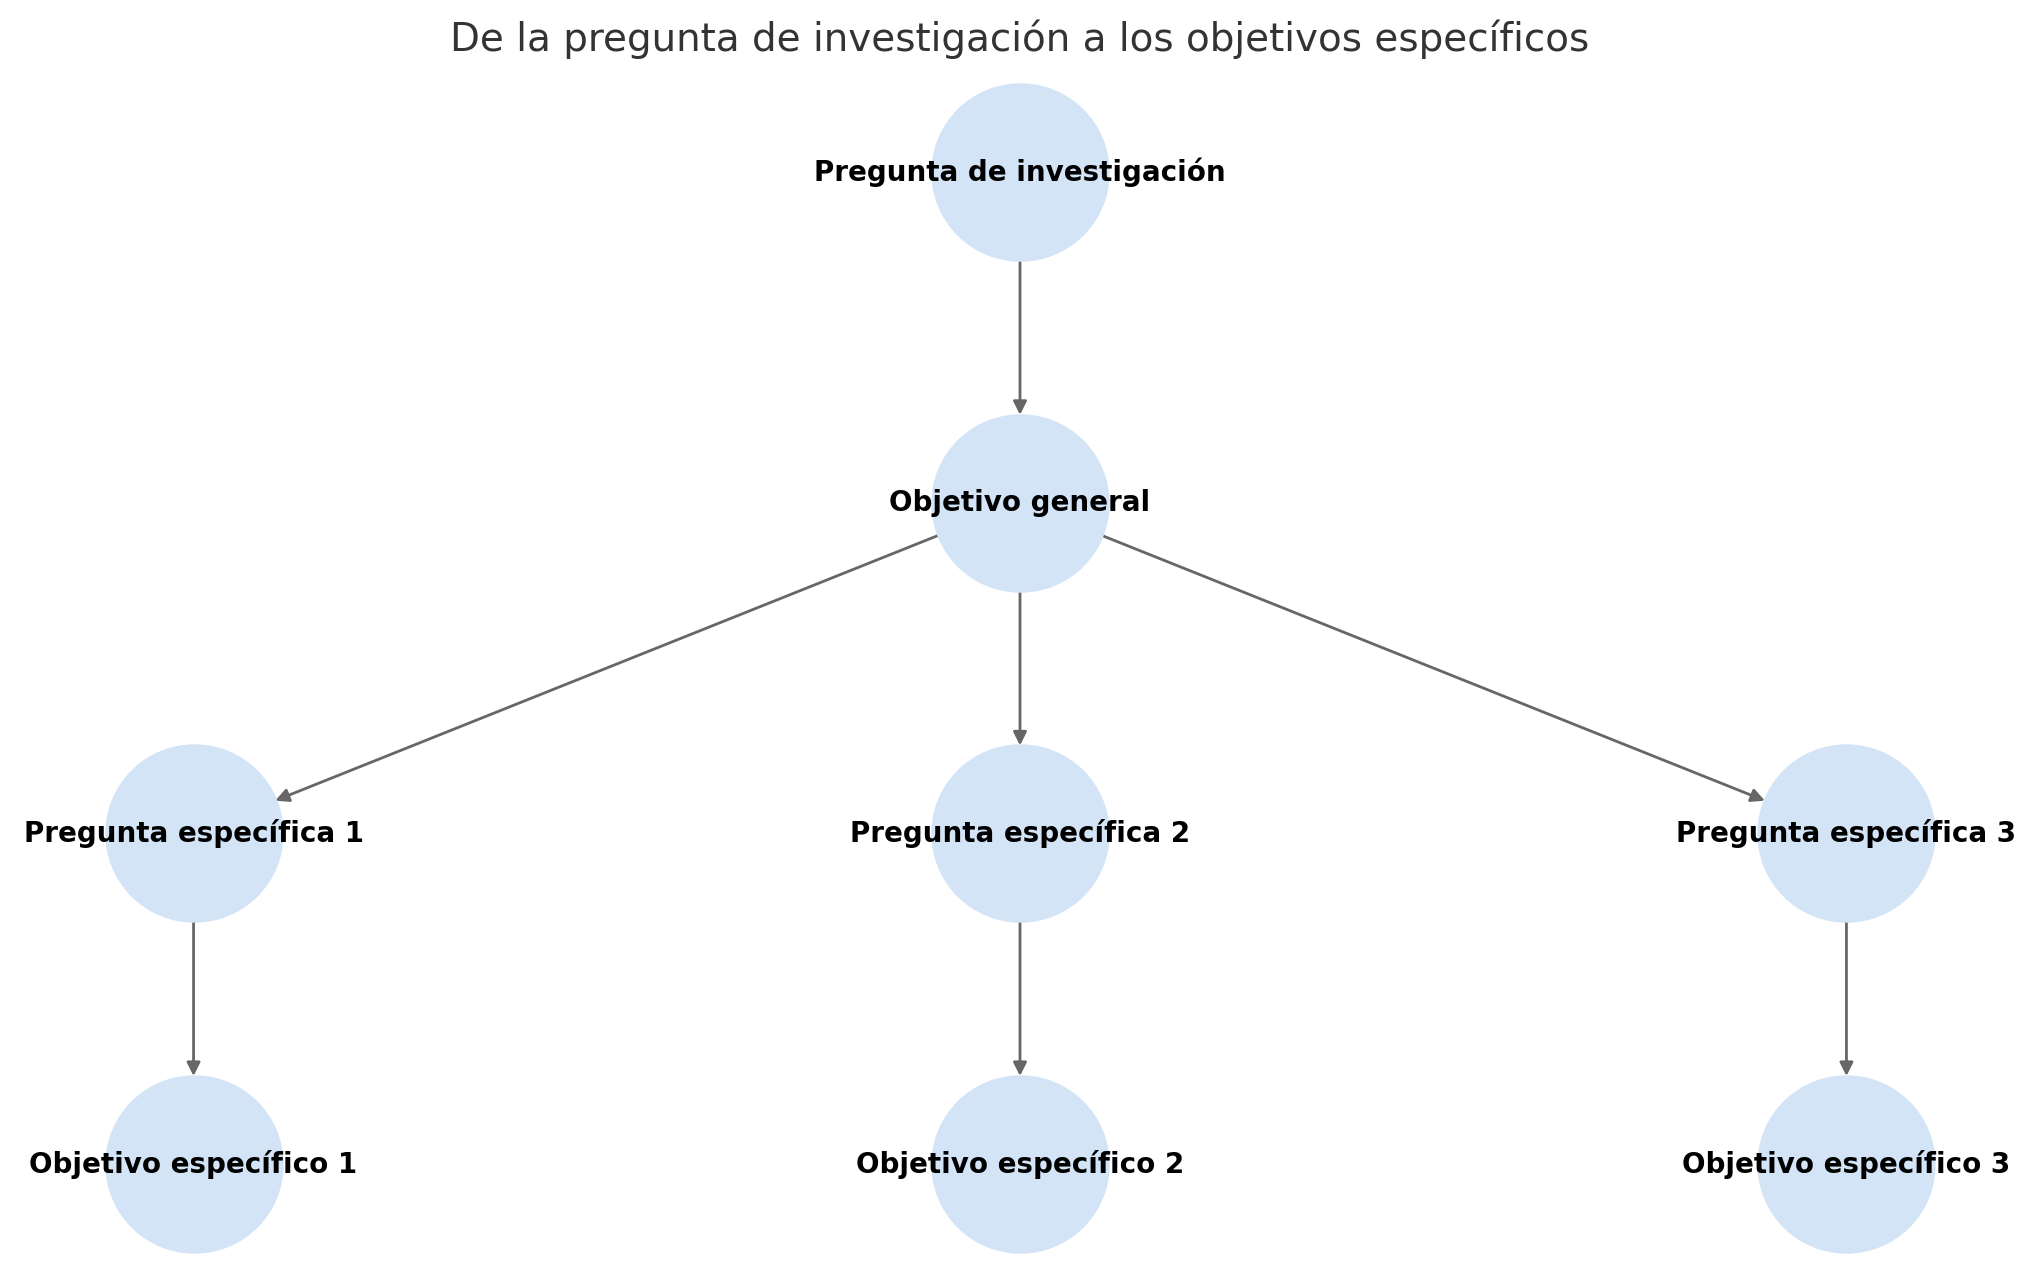 De la pregunta de investigación a los objetivos específicos
Pregunta de investigación
Objetivo general
Pregunta específica 1
Pregunta específica 2
Pregunta específica 3
Objetivo específico 1
Objetivo específico 2
Objetivo específico 3